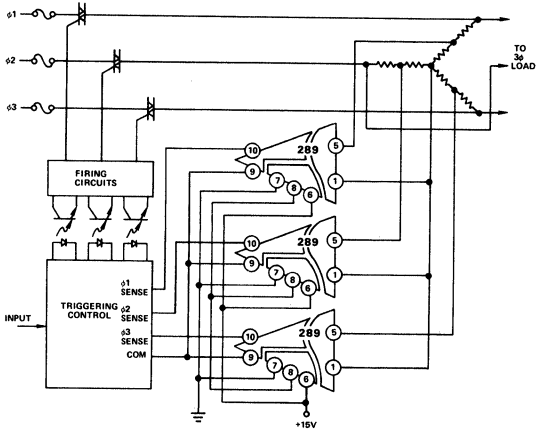 ϕ1
ϕ2
ϕ3
TO
3ϕ
LOAD
FIRING
CIRCUITS
TRIGGERING
CONTROL
INPUT
ϕ1
SENSE
ϕ2
SENSE
ϕ3
SENSE
COM
289
10
9
7
8
6
5
1
289
10
9
7
8
6
5
1
289
10
9
7
8
6
5
1
+15V